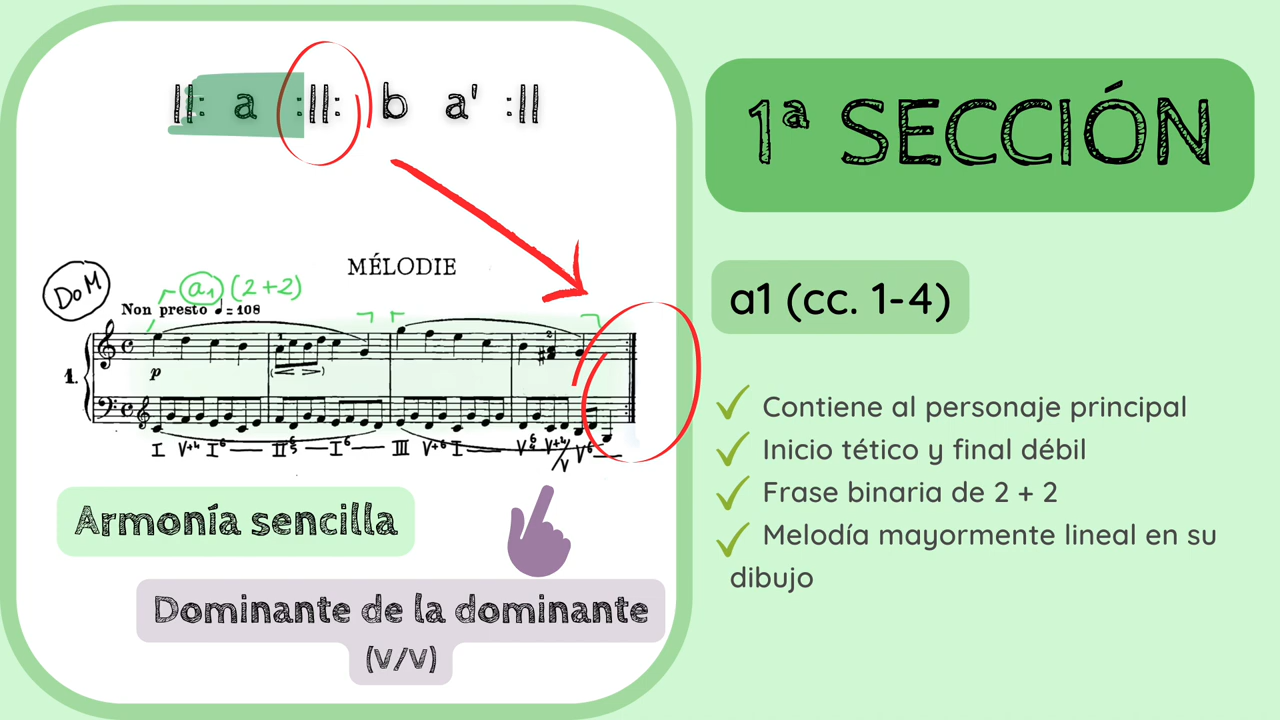 ||: a :||: b a' :||
1ª SECCIÓN
MÉLODIE
DoM
a1 (2+2)
Non presto ♩=108
a1 (cc. 1-4)
1.
p
I V+4 I6 II6/5 I6 III V+6 I V6/4 V+4/V V6
Contiene al personaje principal
Inicio tético y final débil
Frase binaria de 2 + 2
Melodía mayormente lineal en su
dibujo
Armonía sencilla
Dominante de la dominante
(V/V)